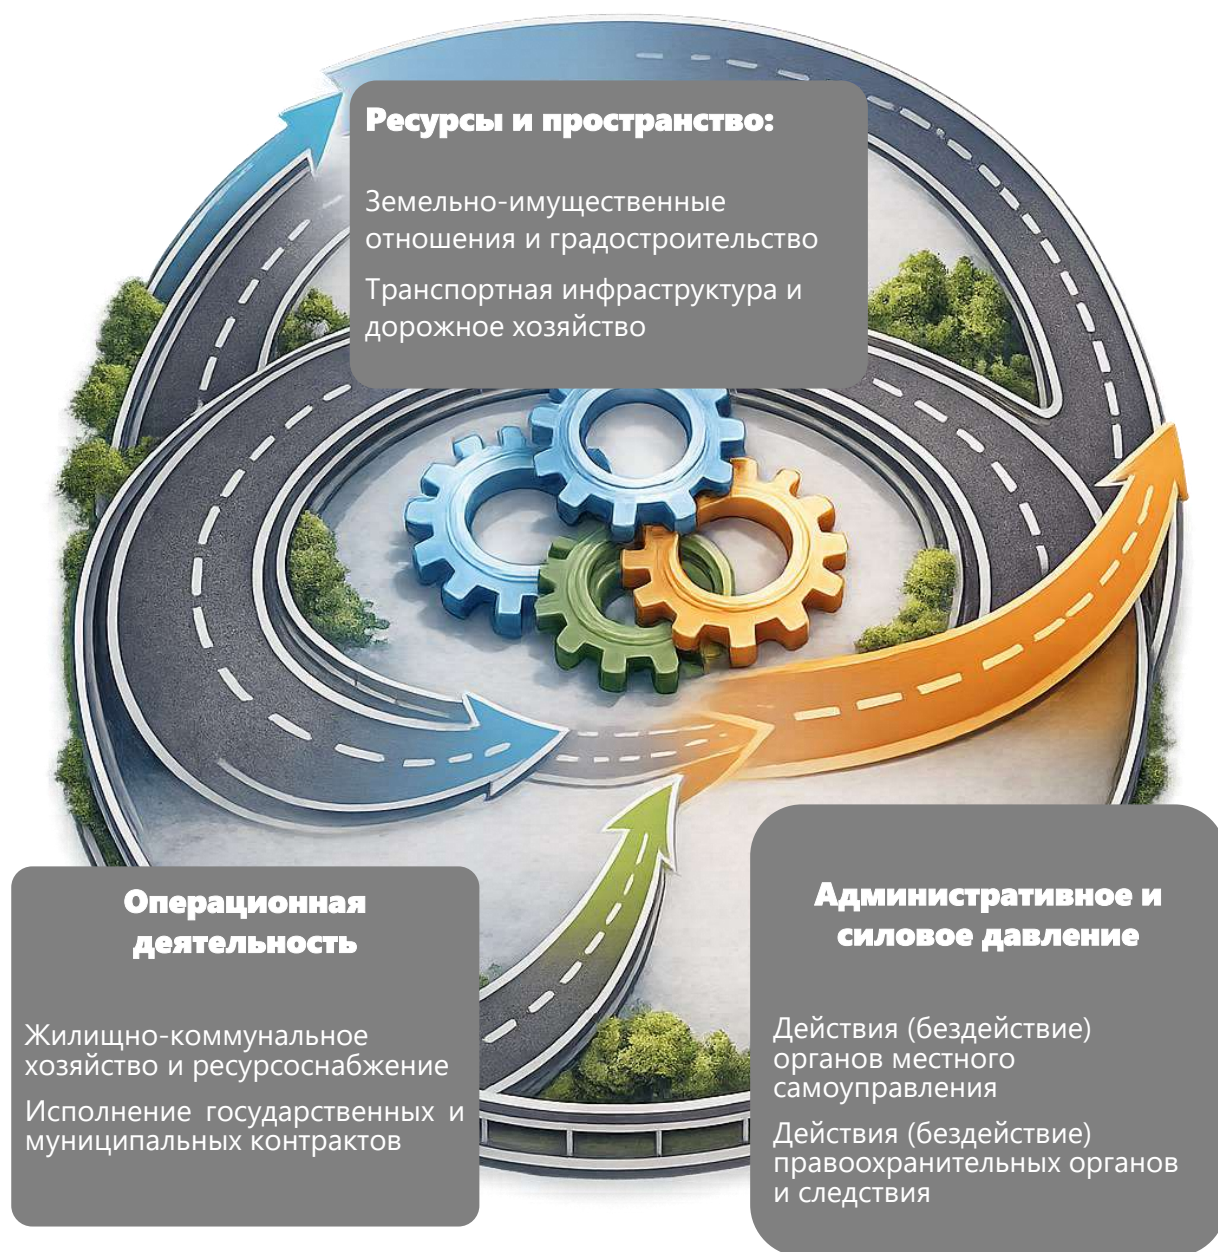 Ресурсы и пространство:
Земельно-имущественные
отношения и градостроительство
Транспортная инфраструктура и
дорожное хозяйство
Операционная
деятельность
Жилищно-коммунальное
хозяйство и ресурсоснабжение
Исполнение государственных и
муниципальных контрактов
Административное и
силовое давление
Действия (бездействие)
органов местного
самоуправления
Действия (бездействие)
правоохранительных органов
и следствия